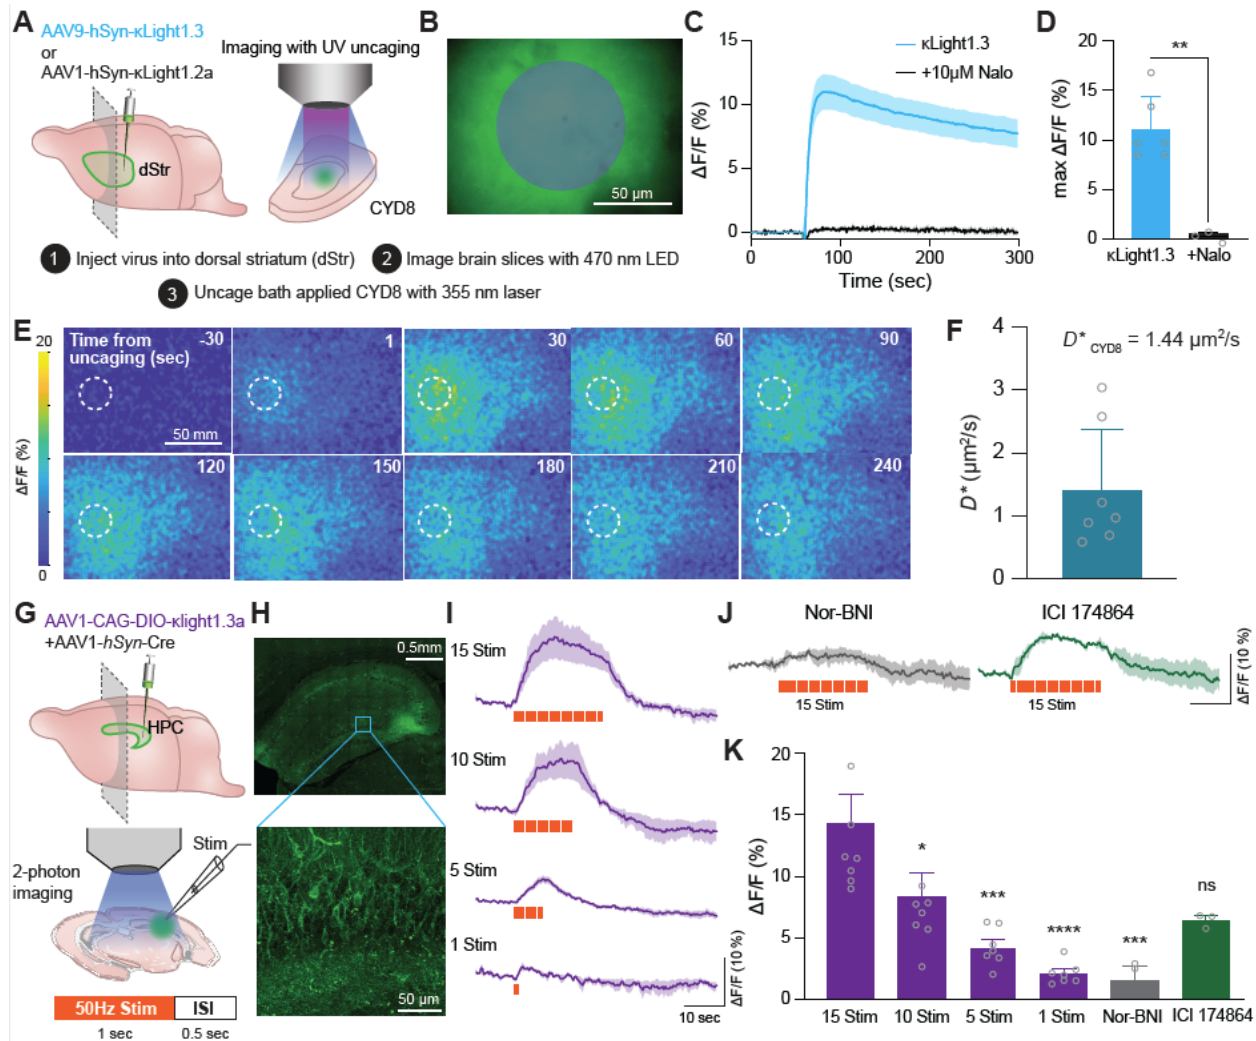 A
AAV9-hSyn-κLight1.3
or
AAV1-hSyn-κLight1.2a
dStr
Imaging with UV uncaging
CYD8
1 Inject virus into dorsal striatum (dStr)
2 Image brain slices with 470 nm LED
3 Uncage bath applied CYD8 with 355 nm laser
B
50 µm
C
15
10
5
0
ΔF/F (%)
κLight1.3
+10µM Nalo
0
100
200
300
Time (sec)
D
20
15
10
5
0
max ΔF/F (%)
**
κLight1.3
+Nalo
E
20
0
ΔF/F (%)
Time from
uncaging (sec)
-30
50 mm
1
30
60
90
120
150
180
210
240
F
4
3
2
1
0
D* (µm²/s)
D* CYD8 = 1.44 µm²/s
G
AAV1-CAG-DIO-κlight1.3a
+AAV1-hSyn-Cre
HPC
Stim
2-photon
imaging
50Hz Stim
ISI
1 sec
0.5 sec
H
0.5mm
50 µm
I
15 Stim
10 Stim
5 Stim
1 Stim
ΔF/F (10 %)
10 sec
J
Nor-BNI
15 Stim
ICI 174864
15 Stim
ΔF/F (10 %)
K
20
15
10
5
0
ΔF/F (%)
*
***
****
***
ns
15 Stim
10 Stim
5 Stim
1 Stim
Nor-BNI
ICI 174864